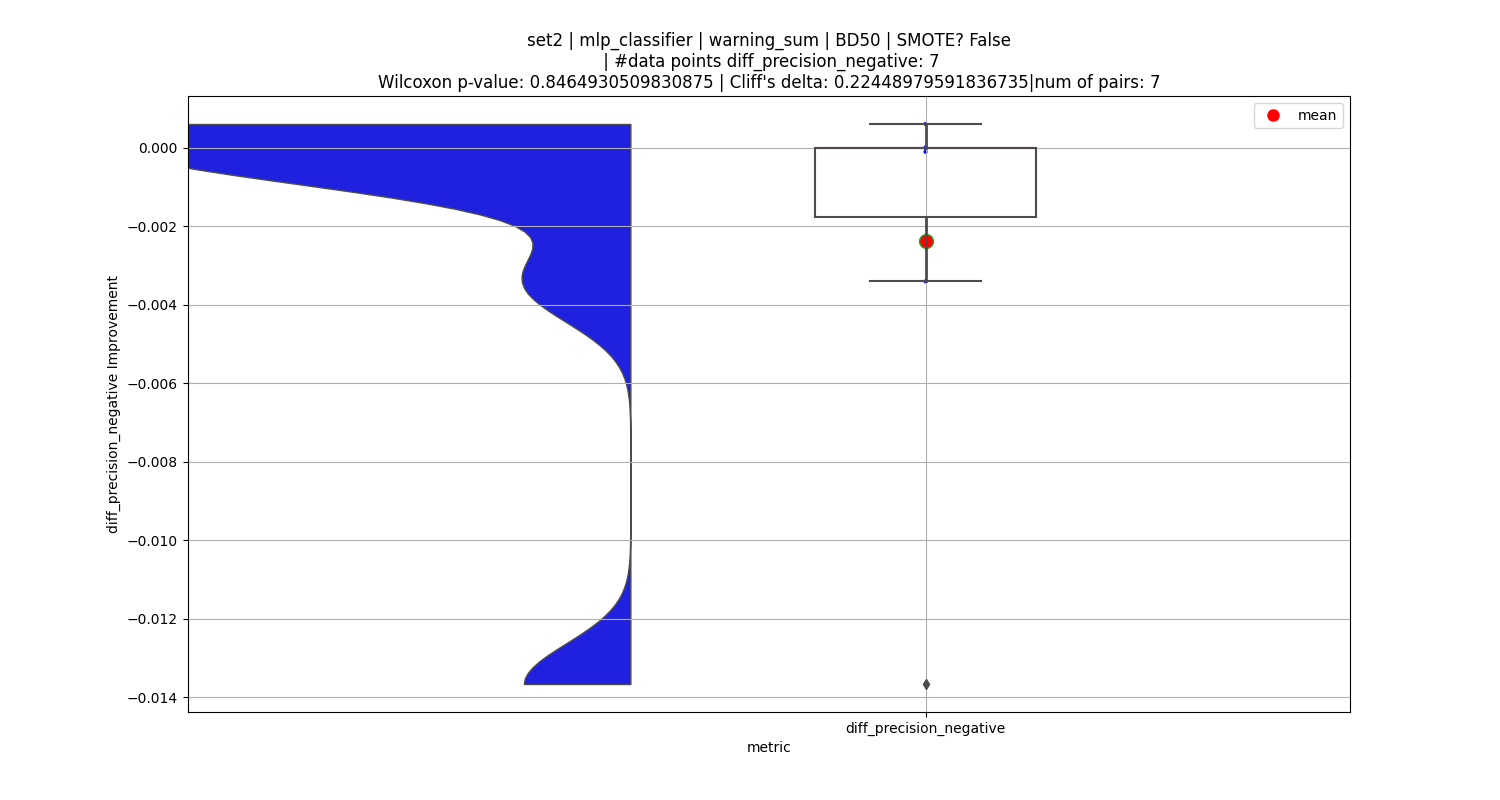 set2 | mlp_classifier | warning_sum | BD50 | SMOTE? False
| #data points diff_precision_negative: 7
Wilcoxon p-value: 0.8464930509830875 | Cliff's delta: 0.22448979591836735|num of pairs: 7
mean
0.000
−0.002
−0.004
−0.006
−0.008
−0.010
−0.012
−0.014
diff_precision_negative Improvement
diff_precision_negative
metric